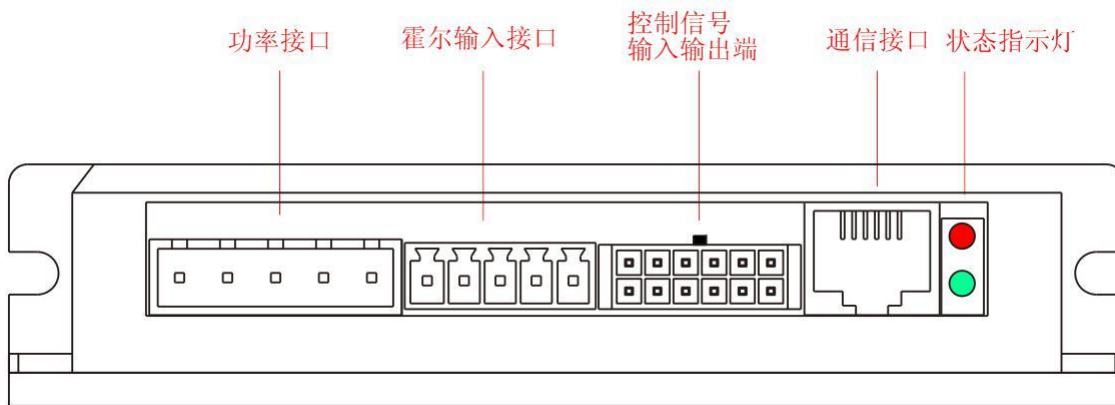 功率接口
霍尔输入接口
控制信号
输入输出端
通信接口
状态指示灯